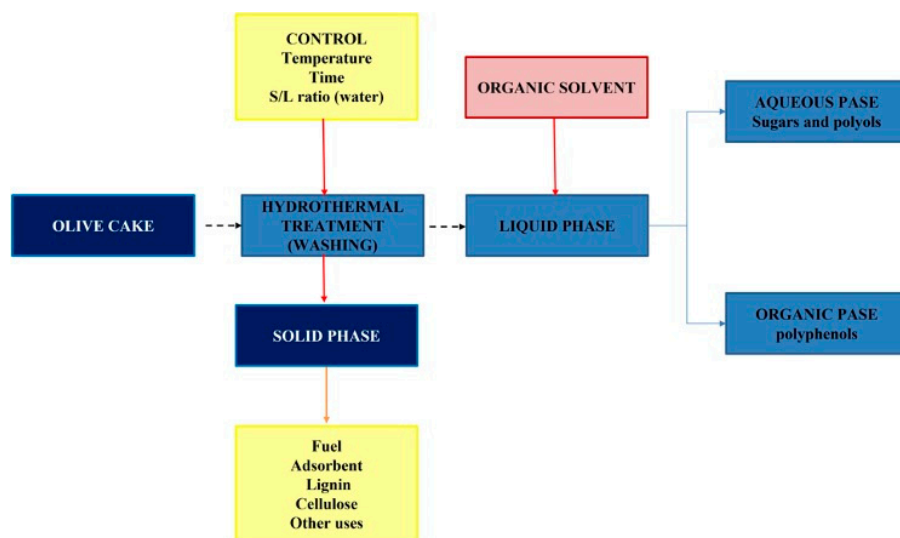 CONTROL
Temperature
Time
S/L ratio (water)
ORGANIC SOLVENT
AQUEOUS PASE
Sugars and polyols
OLIVE CAKE
HYDROTHERMAL
TREATMENT
(WASHING)
LIQUID PHASE
SOLID PHASE
ORGANIC PASE
polyphenols
Fuel
Adsorbent
Lignin
Cellulose
Other uses